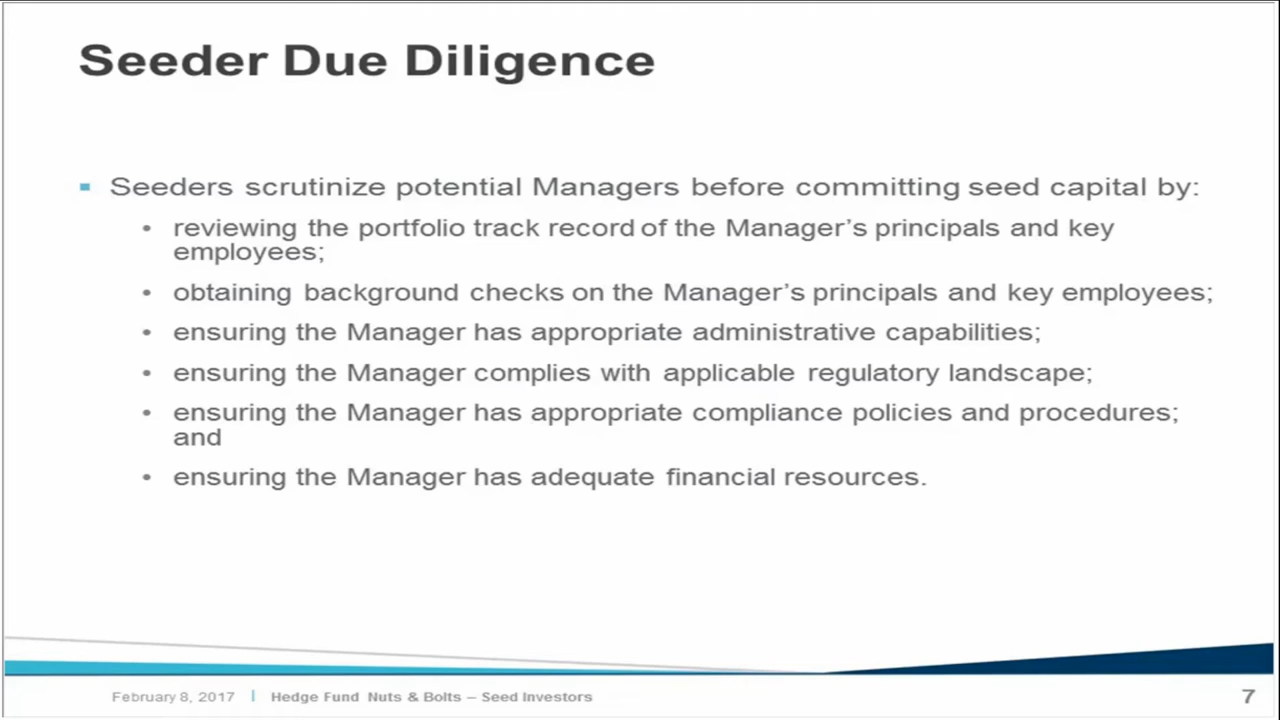 Seeder Due Diligence
Seeders scrutinize potential Managers before committing seed capital by:
reviewing the portfolio track record of the Manager’s principals and key
employees;
obtaining background checks on the Manager’s principals and key employees;
ensuring the Manager has appropriate administrative capabilities;
ensuring the Manager complies with applicable regulatory landscape;
ensuring the Manager has appropriate compliance policies and procedures;
and
ensuring the Manager has adequate financial resources.
February 8, 2017 | Hedge Fund Nuts & Bolts – Seed Investors 7